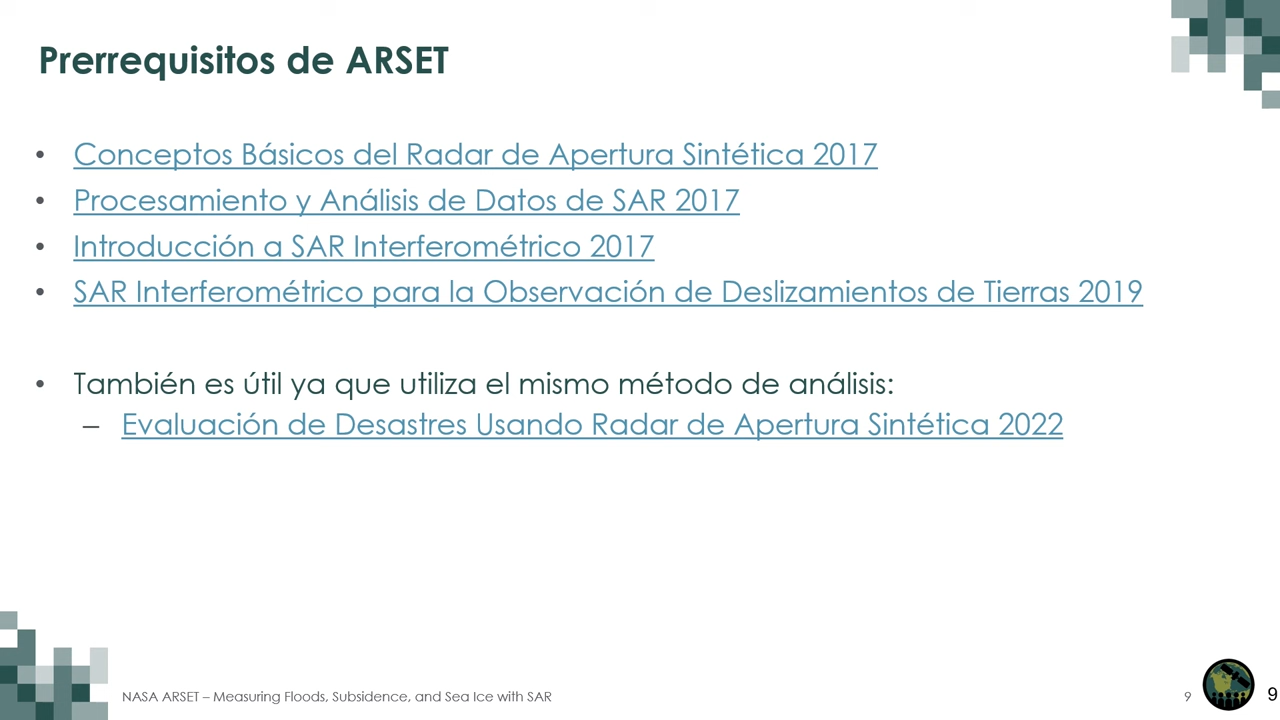 Prerrequisitos de ARSET
• Conceptos Básicos del Radar de Apertura Sintética 2017
• Procesamiento y Análisis de Datos de SAR 2017
• Introducción a SAR Interferométrico 2017
• SAR Interferométrico para la Observación de Deslizamientos de Tierras 2019
• También es útil ya que utiliza el mismo método de análisis:
– Evaluación de Desastres Usando Radar de Apertura Sintética 2022
NASA ARSET – Measuring Floods, Subsidence, and Sea Ice with SAR
9
9